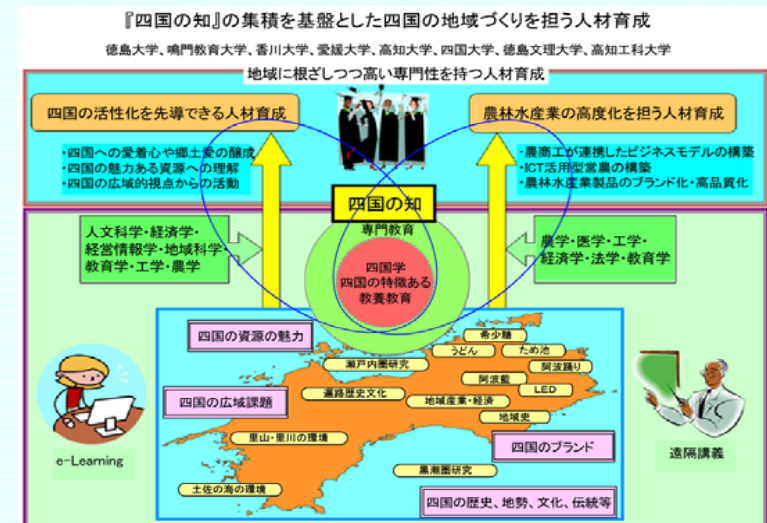 『四国の知』の集積を基盤とした四国の地域づくりを担う人材育成
徳島大学、鳴門教育大学、香川大学、愛媛大学、高知大学、四国大学、徳島文理大学、高知工科大学
地域に根ざしつつ高い専門性を持つ人材育成
四国の活性化を先導できる人材育成
農林水産業の高度化を担う人材育成
・四国への愛着心や郷土愛の醸成
・四国の魅力ある資源への理解
・四国の広域的視点からの活動
・農商工が連携したビジネスモデルの構築
・ICT活用型営農の構築
・農林水産業製品のブランド化・高品質化
四国の知
専門教育
人文科学・経済学・
経営情報学・地域科学・
教育学・工学・農学
農学・医学・工学・
経済学・法学・教育学
四国学
四国の特徴ある
教養教育
四国の資源の魅力
希少糖
うどん
ため池
瀬戸内圏研究
阿波踊り
阿波藍
LED
遍路歴史文化
四国の広域課題
地域産業・経済
地域史
里山・里川の環境
四国のブランド
黒潮圏研究
土佐の海の環境
四国の歴史、地勢、文化、伝統等
e-Learning
遠隔講義